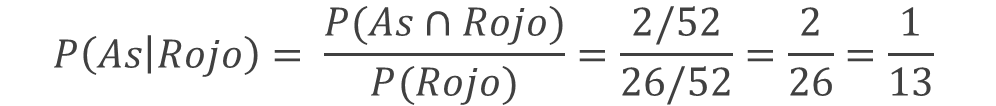 P(As|Rojo) = P(As ∩ Rojo) / P(Rojo) = 2/52 / 26/52 = 2 / 26 = 1 / 13